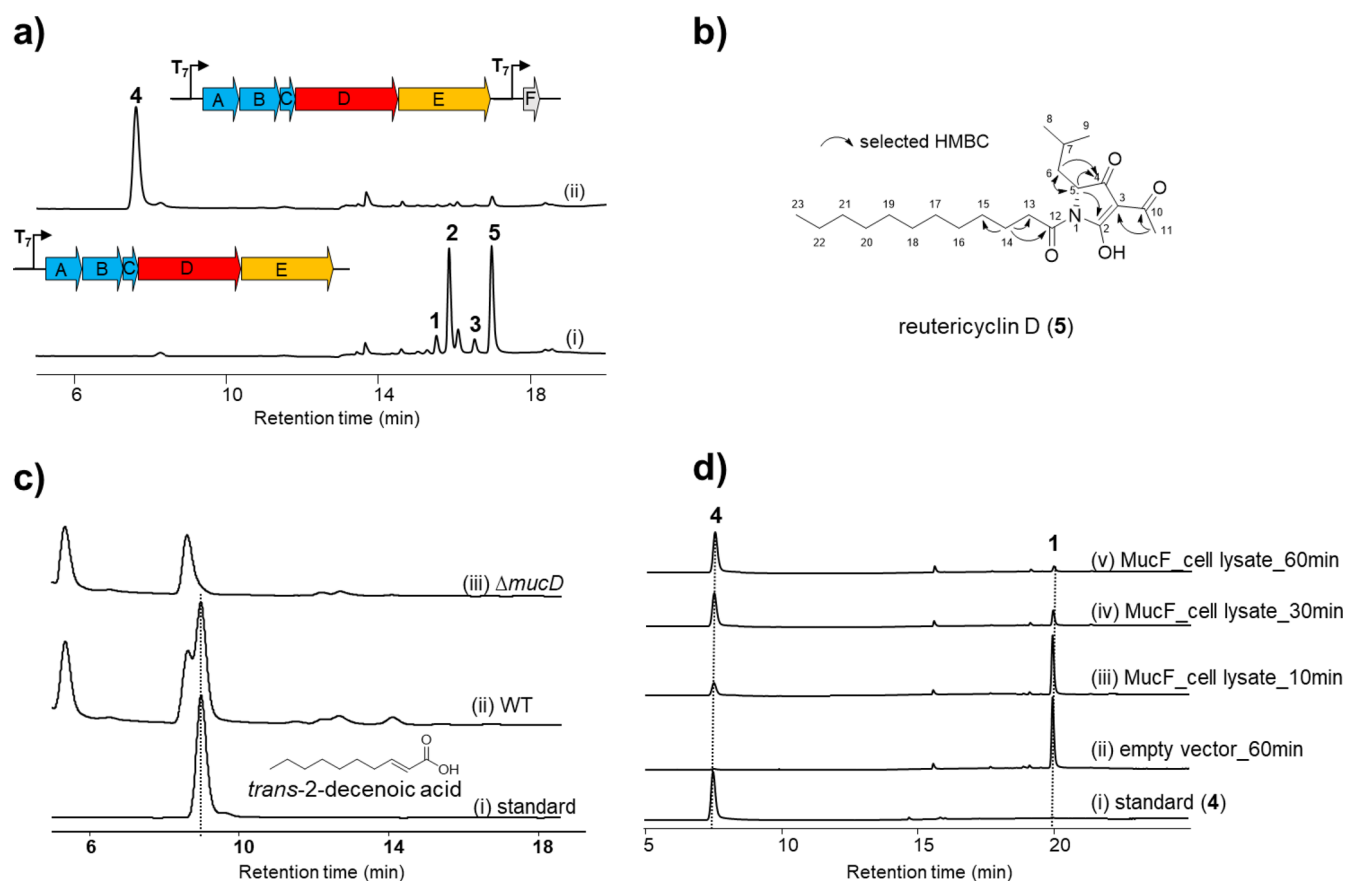 a)
T7
A B C D E
T7
F
4
(ii)
T7
A B C D E
1 2 3 5
(i)
6 10 14 18
Retention time (min)
b)
selected HMBC
8 9
7
6
O
4
5
3
O
23 21 19 17 15 13
12
N
1
2
10
11
22 20 18 16 14
O
OH
reutericyclin D (5)
c)
(iii) ΔmucD
(ii) WT
O
OH
trans-2-decenoic acid
(i) standard
6 10 14 18
Retention time (min)
d)
4 1
(v) MucF_cell lysate_60min
(iv) MucF_cell lysate_30min
(iii) MucF_cell lysate_10min
(ii) empty vector_60min
(i) standard (4)
5 10 15 20
Retention time (min)